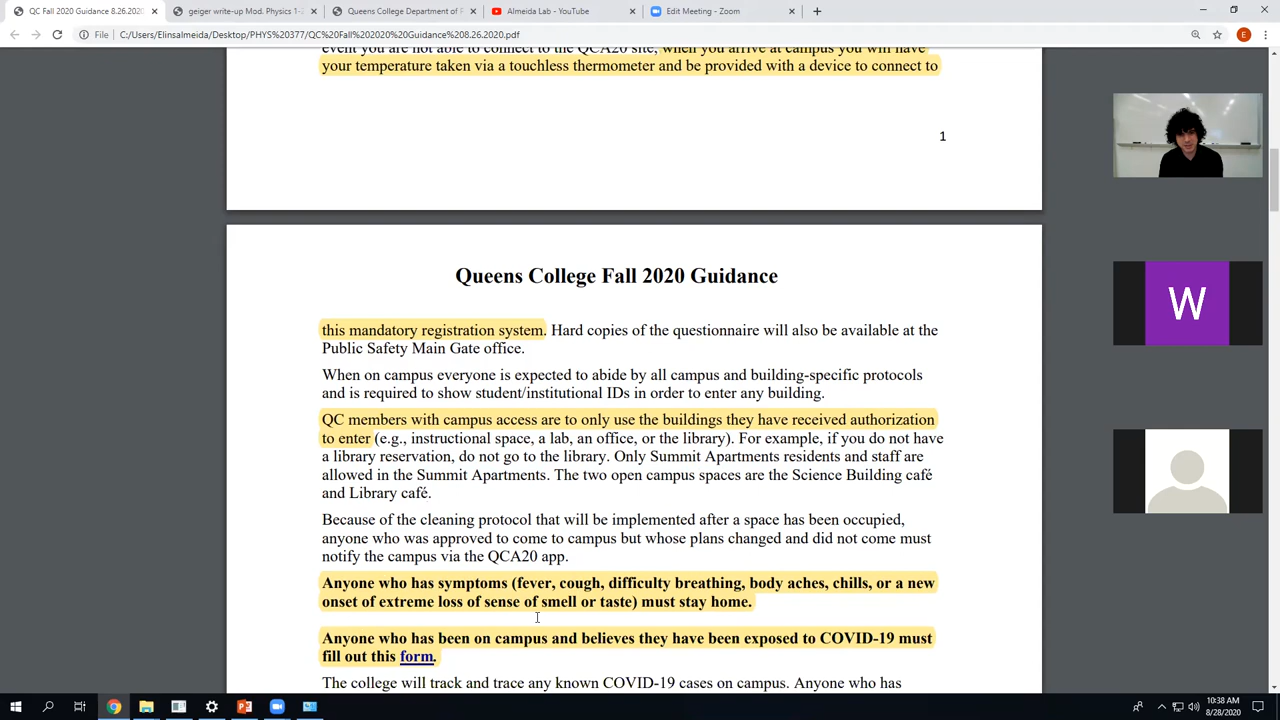 QC Fall 2020 Guidance 8.26.2020
geiger write-up Mod. Physics 1-
Queens College Department of F
Almeida Lab - YouTube
Edit Meeting - Zoom
File
C:/Users/Elinsalmeida/Desktop/PHYS%20377/QC%20Fall%202020%20Guidance%208.26.2020.pdf
E
event you are not able to connect to the QCA20 site, when you arrive at campus you will have
your temperature taken via a touchless thermometer and be provided with a device to connect to
1
Queens College Fall 2020 Guidance
this mandatory registration system. Hard copies of the questionnaire will also be available at the
Public Safety Main Gate office.
When on campus everyone is expected to abide by all campus and building-specific protocols
and is required to show student/institutional IDs in order to enter any building.
QC members with campus access are to only use the buildings they have received authorization
to enter (e.g., instructional space, a lab, an office, or the library). For example, if you do not have
a library reservation, do not go to the library. Only Summit Apartments residents and staff are
allowed in the Summit Apartments. The two open campus spaces are the Science Building café
and Library café.
Because of the cleaning protocol that will be implemented after a space has been occupied,
anyone who was approved to come to campus but whose plans changed and did not come must
notify the campus via the QCA20 app.
Anyone who has symptoms (fever, cough, difficulty breathing, body aches, chills, or a new
onset of extreme loss of sense of smell or taste) must stay home.
Anyone who has been on campus and believes they have been exposed to COVID-19 must
fill out this form.
The college will track and trace any known COVID-19 cases on campus. Anyone who has
W
10:38 AM
8/28/2020